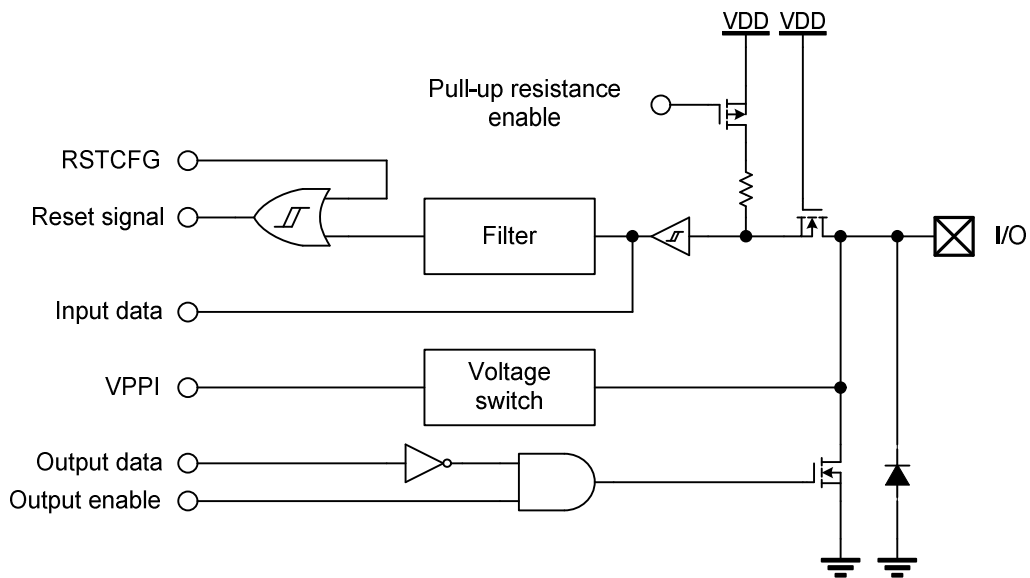 VDD VDD
Pull-up resistance
enable
RSTCFG
Reset signal
Filter
I/O
Input data
VPPI
Voltage
switch
Output data
Output enable